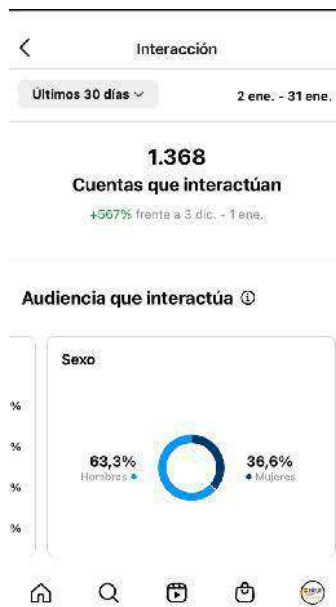 Interacción
Últimos 30 días
2 ene. - 31 ene.
1.368
Cuentas que interactúan
+567% frente a 3 dic. - 1 ene.
Audiencia que interactúa
Sexo
%
%
%
%
63,3%
Hombres
36,6%
Mujeres